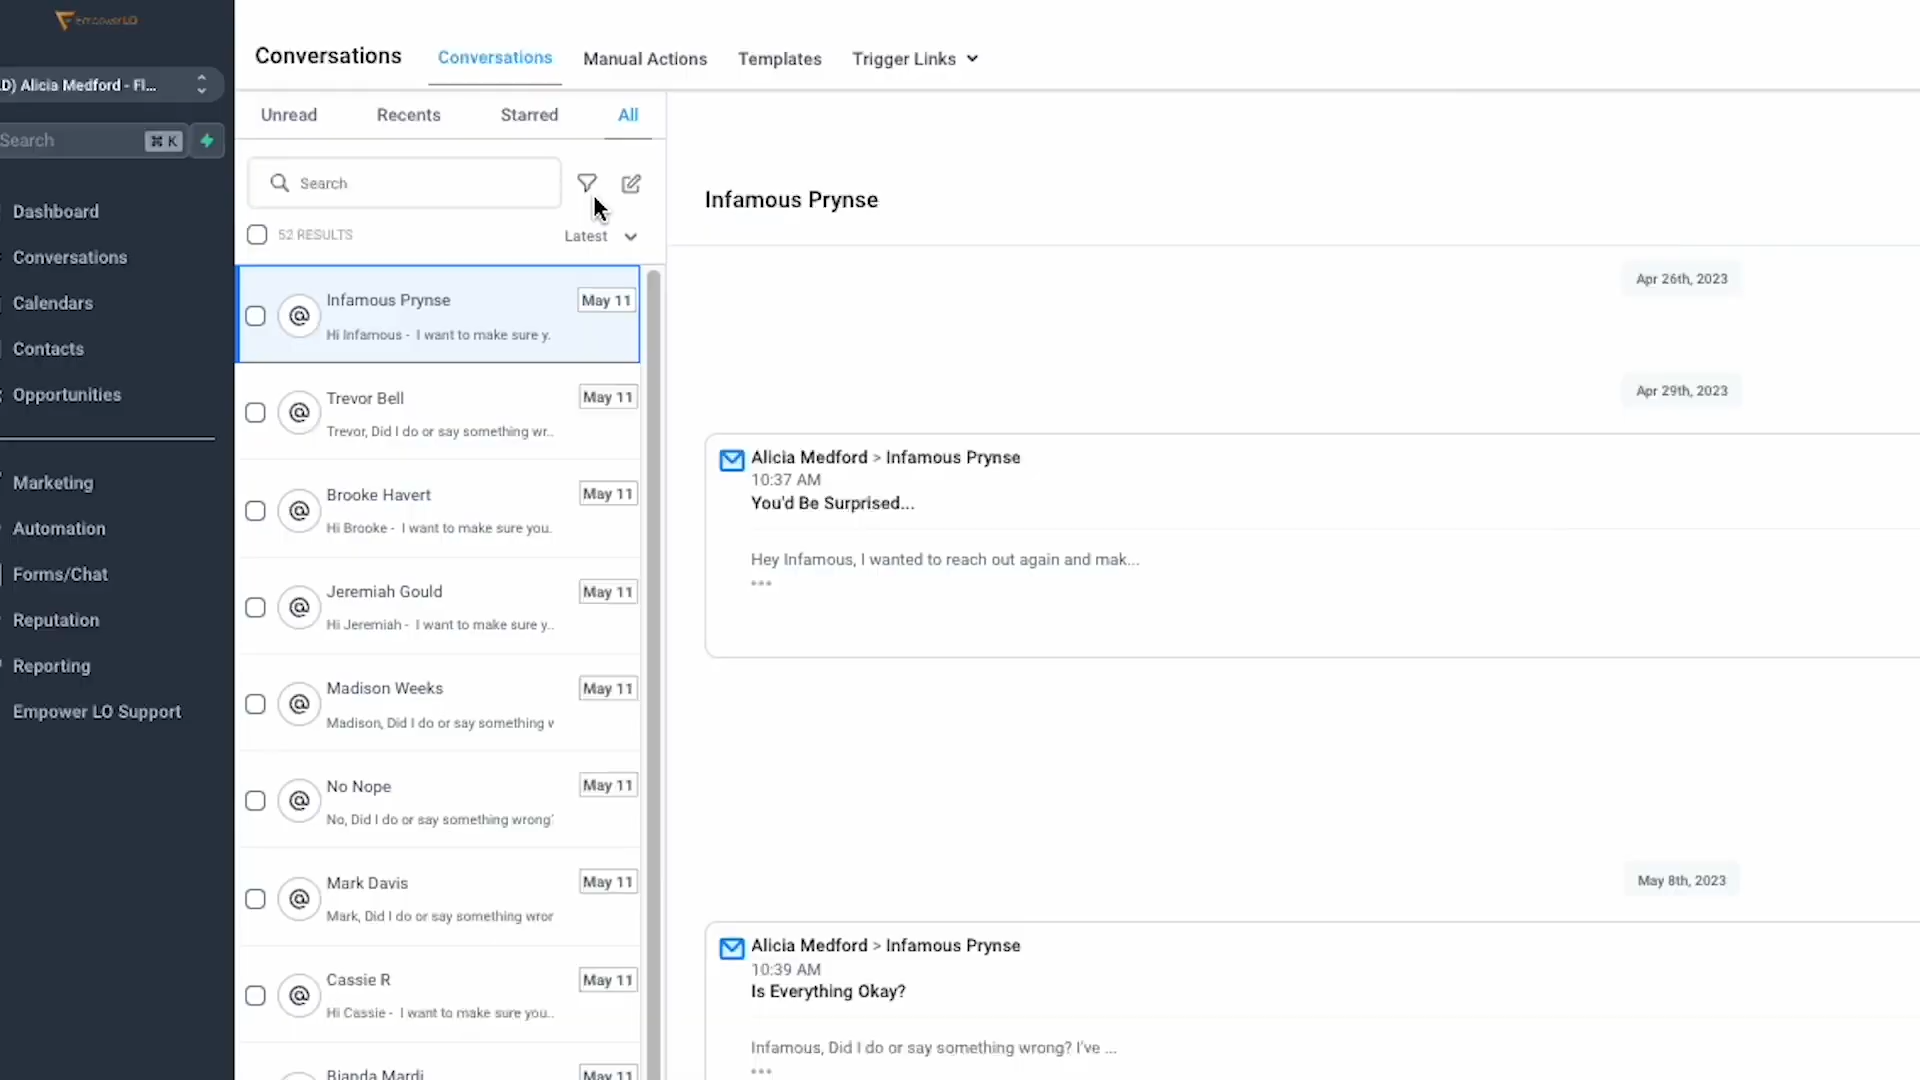 EmpowerLO
D) Alicia Medford - Fl...
Search
⌘ K
Dashboard
Conversations
Calendars
Contacts
Opportunities
Marketing
Automation
Forms/Chat
Reputation
Reporting
Empower LO Support
Conversations
Conversations
Manual Actions
Templates
Trigger Links
Unread
Recents
Starred
All
Search
52 RESULTS
Latest
Infamous Prynse
May 11
Hi Infamous - I want to make sure y.
Trevor Bell
May 11
Trevor, Did I do or say something wr..
Brooke Havert
May 11
Hi Brooke - I want to make sure you.
Jeremiah Gould
May 11
Hi Jeremiah - I want to make sure y..
Madison Weeks
May 11
Madison, Did I do or say something w
No Nope
May 11
No, Did I do or say something wrong?
Mark Davis
May 11
Mark, Did I do or say something wror
Cassie R
May 11
Hi Cassie - I want to make sure you..
Bianda Mardi
May 11
Infamous Prynse
Apr 26th, 2023
Apr 29th, 2023
Alicia Medford > Infamous Prynse
10:37 AM
You'd Be Surprised...
Hey Infamous, I wanted to reach out again and mak...
•••
May 8th, 2023
Alicia Medford > Infamous Prynse
10:39 AM
Is Everything Okay?
Infamous, Did I do or say something wrong? I've ...
•••